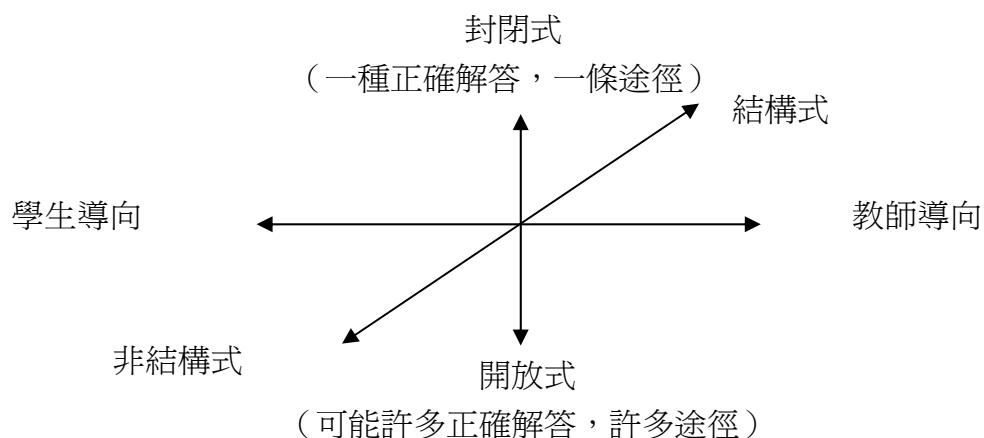 封閉式
（一種正確解答，一條途徑）
結構式
學生導向
教師導向
非結構式
開放式
（可能許多正確解答，許多途徑）